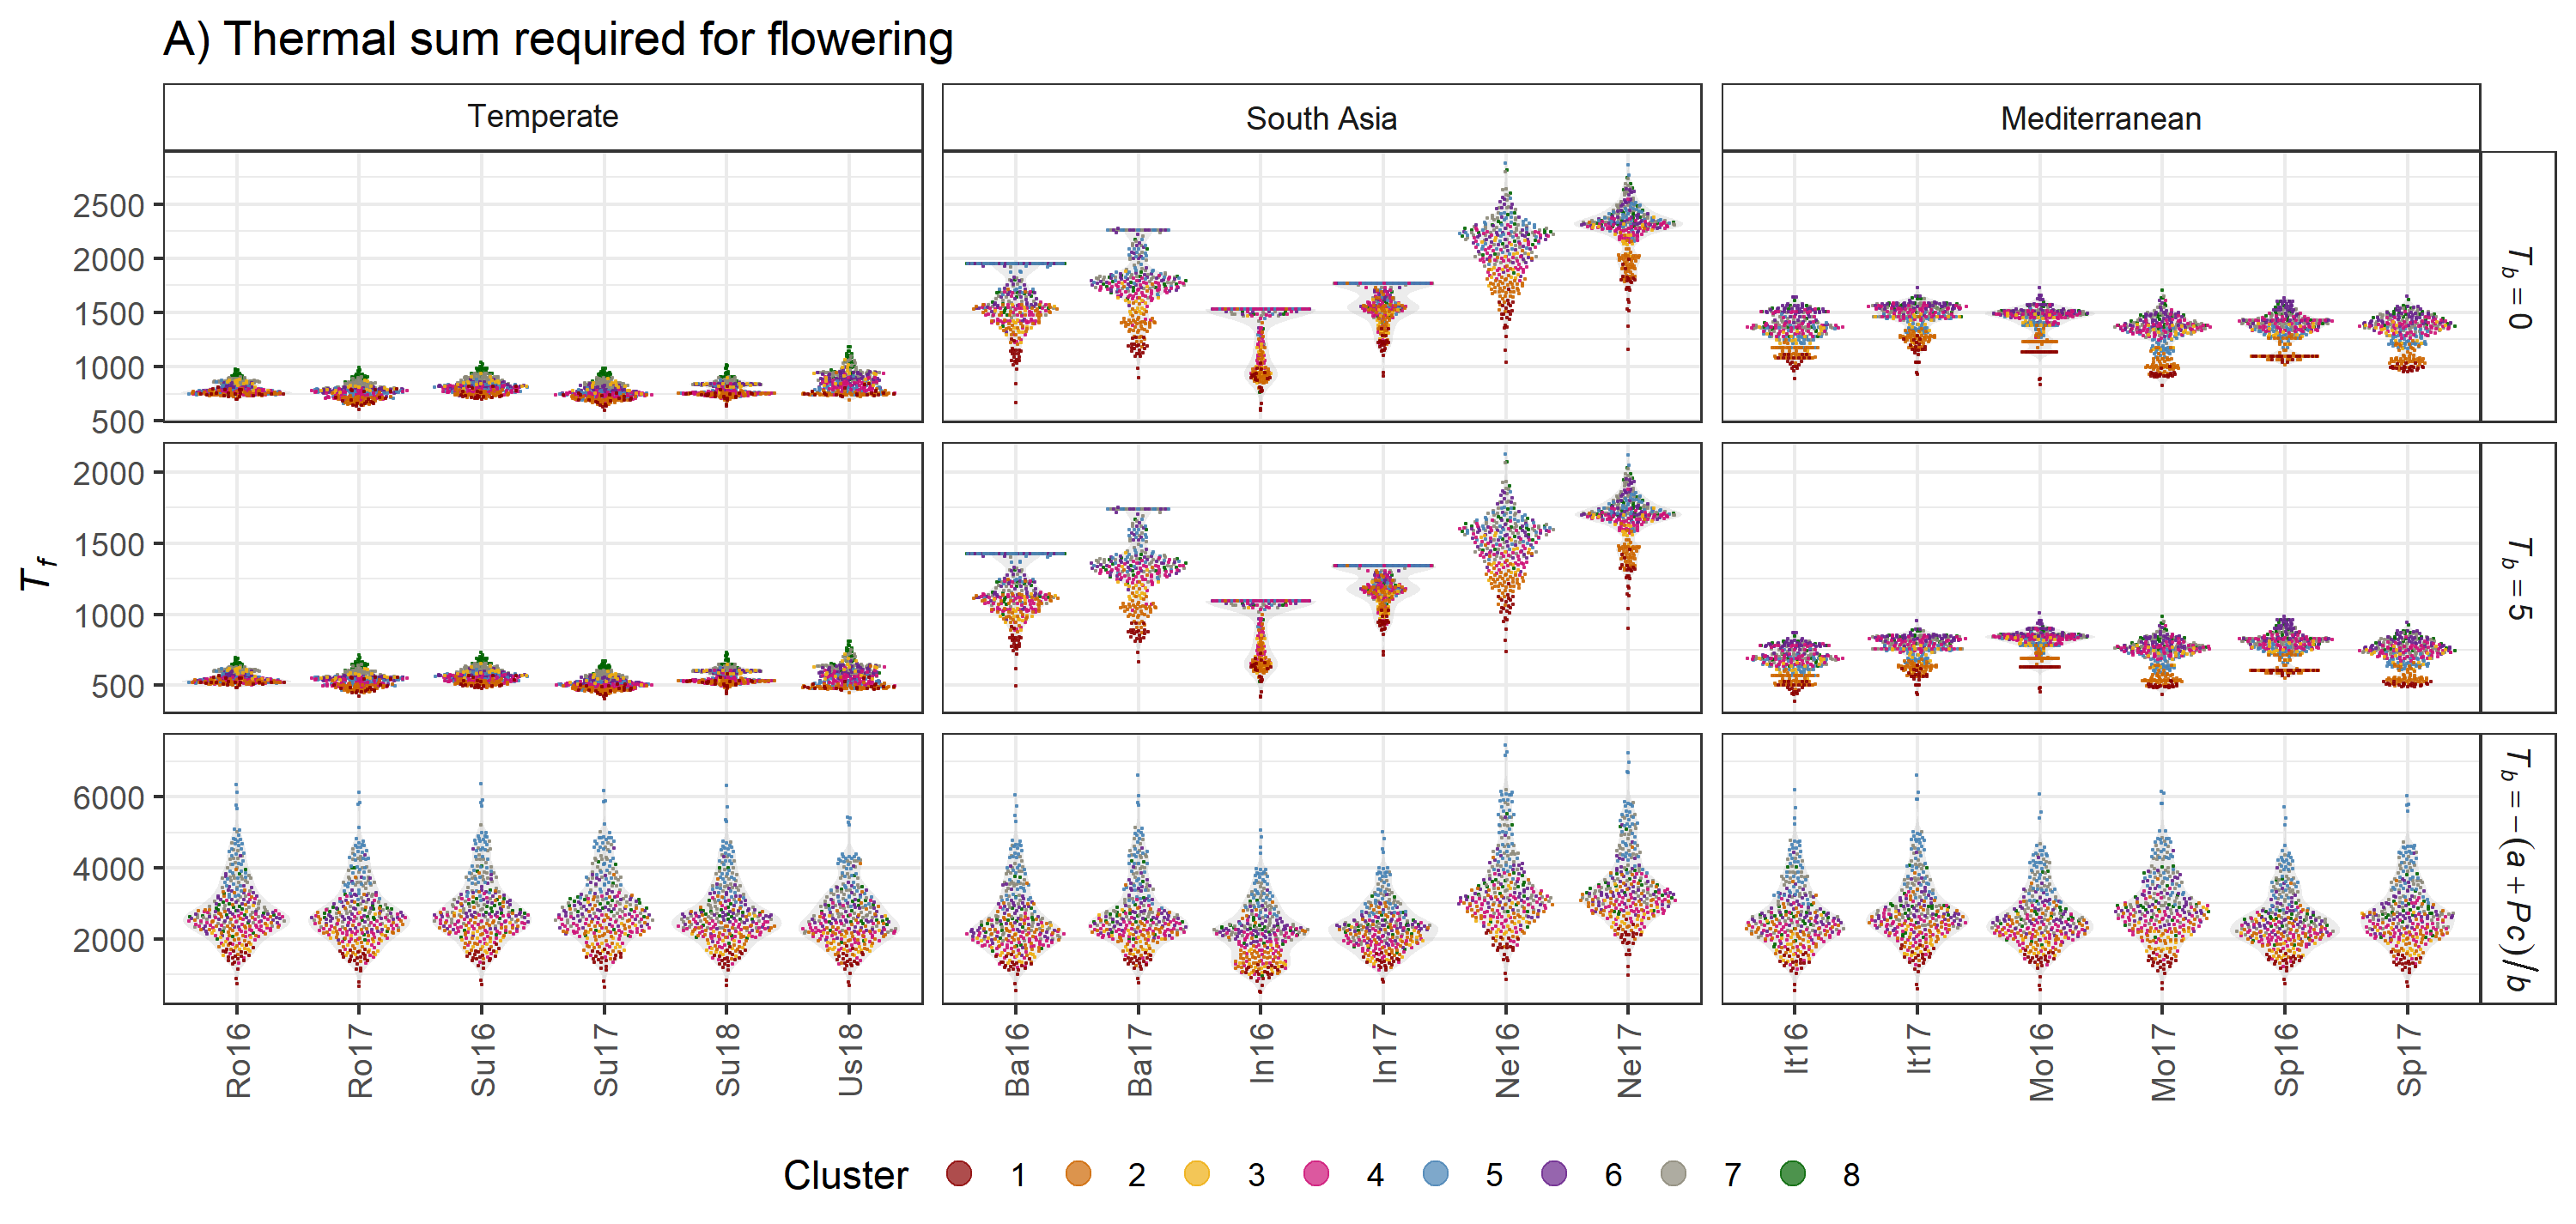 A) Thermal sum required for flowering
Temperate South Asia Mediterranean
2500
2000
1500
1000
500
T_b = 0
2000
1500
1000
500
T_b = 5
T_f
6000
4000
2000
T_b = −(a + Pc)/b
Ro16 Ro17 Su16 Su17 Su18 Us18 Ba16 Ba17 In16 In17 Ne16 Ne17 It16 It17 Mo16 Mo17 Sp16 Sp17
Cluster 1 2 3 4 5 6 7 8